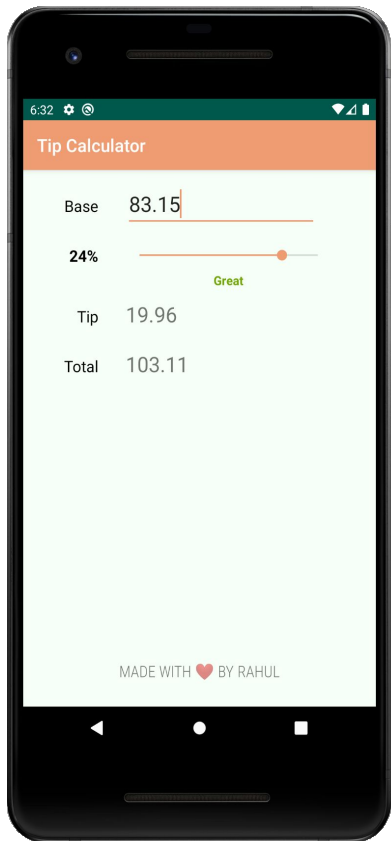 6:32
Tip Calculator
Base 83.15
24%
Great
Tip 19.96
Total 103.11
MADE WITH ❤ BY RAHUL